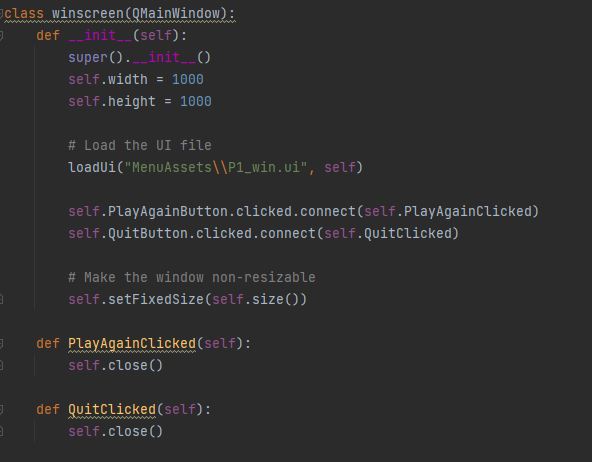 class winscreen(QMainWindow):
    def __init__(self):
        super().__init__()
        self.width = 1000
        self.height = 1000
        # Load the UI file
        loadUi("MenuAssets\\P1_win.ui", self)
        self.PlayAgainButton.clicked.connect(self.PlayAgainClicked)
        self.QuitButton.clicked.connect(self.QuitClicked)
        # Make the window non-resizable
        self.setFixedSize(self.size())
    def PlayAgainClicked(self):
        self.close()
    def QuitClicked(self):
        self.close()